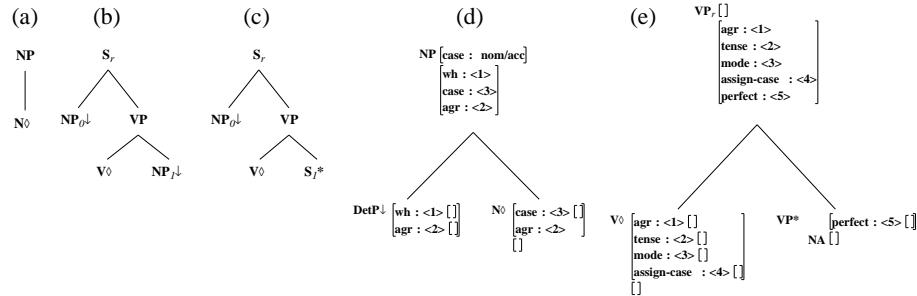 (a) (b) (c) (d) (e)
NP
N◊
S_r
NP_0↓ VP
V◊ NP_1↓
S_r
NP_0↓ VP
V◊ S_1*
NP [case : nom/acc]
[wh : <1>
case : <3>
agr : <2>]
DetP↓ [wh : <1> []
agr : <2> []]
N◊ [case : <3> []
agr : <2>]
[]
VP_r []
[agr : <1>
tense : <2>
mode : <3>
assign-case : <4>
perfect : <5>]
V◊ [agr : <1> []
tense : <2> []
mode : <3> []
assign-case : <4> []]
[]
VP* [perfect : <5> []]
NA []